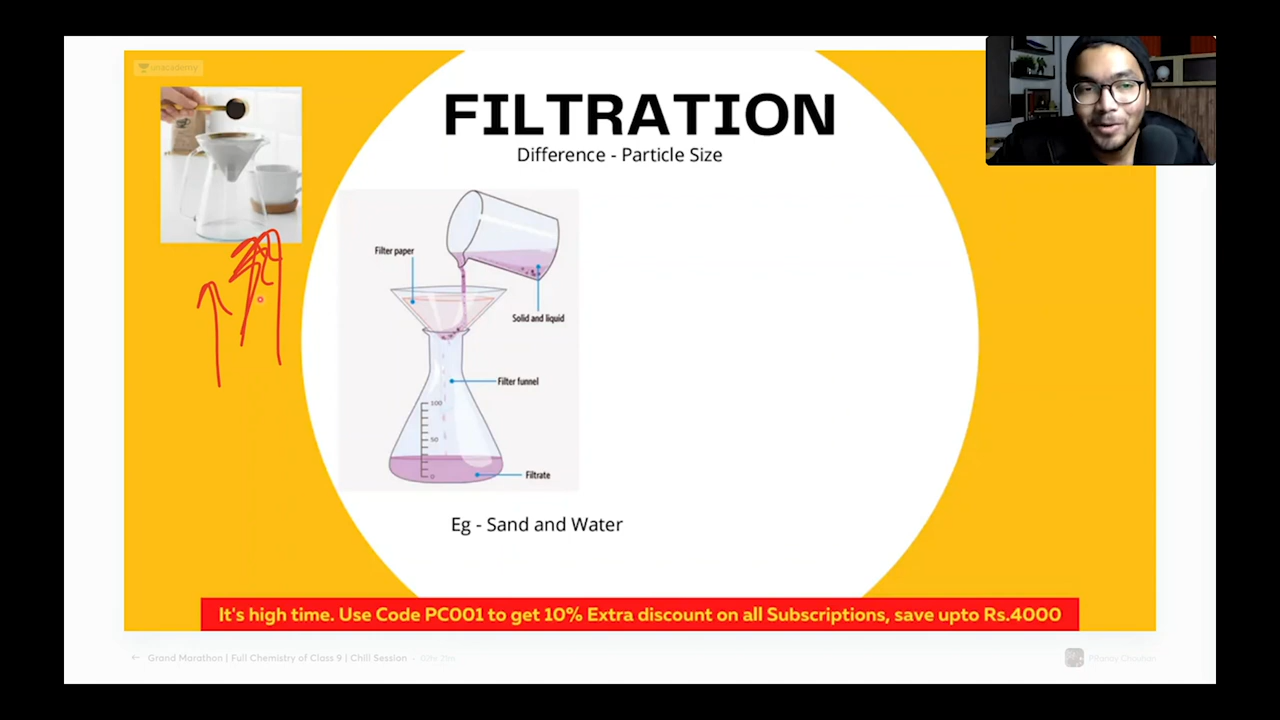 unacademy
FILTRATION
Difference - Particle Size
Filter paper
Solid and liquid
Filter funnel
100
50
0
Filtrate
Eg - Sand and Water
It's high time. Use Code PC001 to get 10% Extra discount on all Subscriptions, save upto Rs.4000
Grand Marathon | Full Chemistry of Class 9 | Chill Session